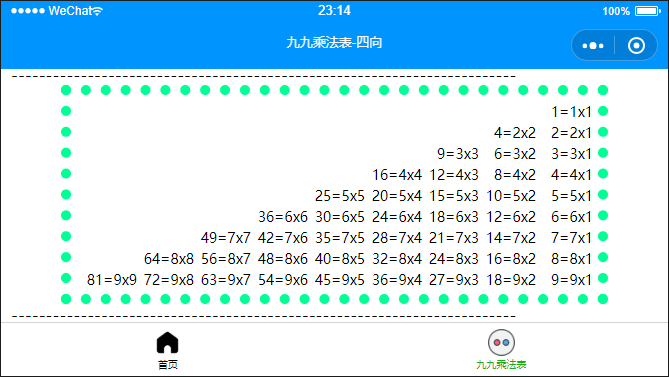 ●●●●● WeChat 23:14 100%
九九乘法表-四向
--------------------------------------------------------------------------
1=1x1
4=2x2 2=2x1
9=3x3 6=3x2 3=3x1
16=4x4 12=4x3 8=4x2 4=4x1
25=5x5 20=5x4 15=5x3 10=5x2 5=5x1
36=6x6 30=6x5 24=6x4 18=6x3 12=6x2 6=6x1
49=7x7 42=7x6 35=7x5 28=7x4 21=7x3 14=7x2 7=7x1
64=8x8 56=8x7 48=8x6 40=8x5 32=8x4 24=8x3 16=8x2 8=8x1
81=9x9 72=9x8 63=9x7 54=9x6 45=9x5 36=9x4 27=9x3 18=9x2 9=9x1
--------------------------------------------------------------------------
首页 九九乘法表